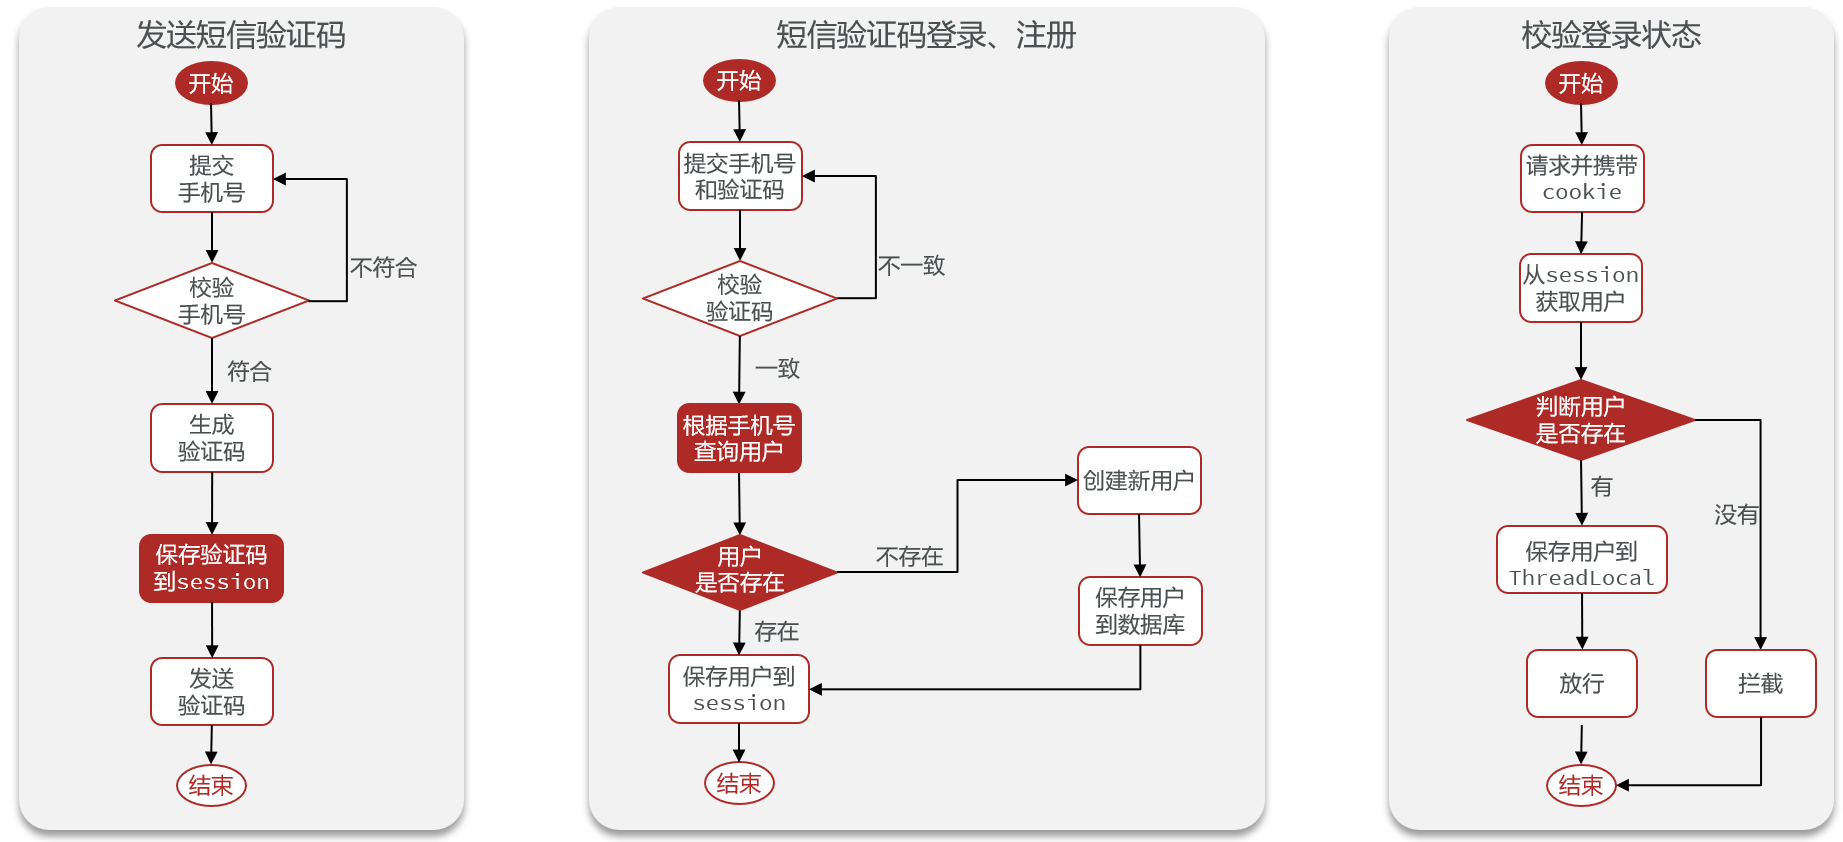 发送短信验证码
开始
提交
手机号
不符合
校验
手机号
符合
生成
验证码
保存验证码
到session
发送
验证码
结束
短信验证码登录、注册
开始
提交手机号
和验证码
不一致
校验
验证码
一致
根据手机号
查询用户
用户
是否存在
不存在
创建新用户
保存用户
到数据库
存在
保存用户到
session
结束
校验登录状态
开始
请求并携带
cookie
从session
获取用户
判断用户
是否存在
有
没有
保存用户到
ThreadLocal
放行
拦截
结束